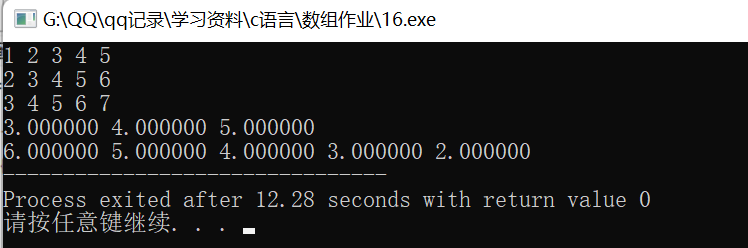 G:\QQ\qq记录\学习资料\c语言\数组作业\16.exe
1 2 3 4 5
2 3 4 5 6
3 4 5 6 7
3.000000 4.000000 5.000000
6.000000 5.000000 4.000000 3.000000 2.000000
--------------------------------
Process exited after 12.28 seconds with return value 0
请按任意键继续. . .